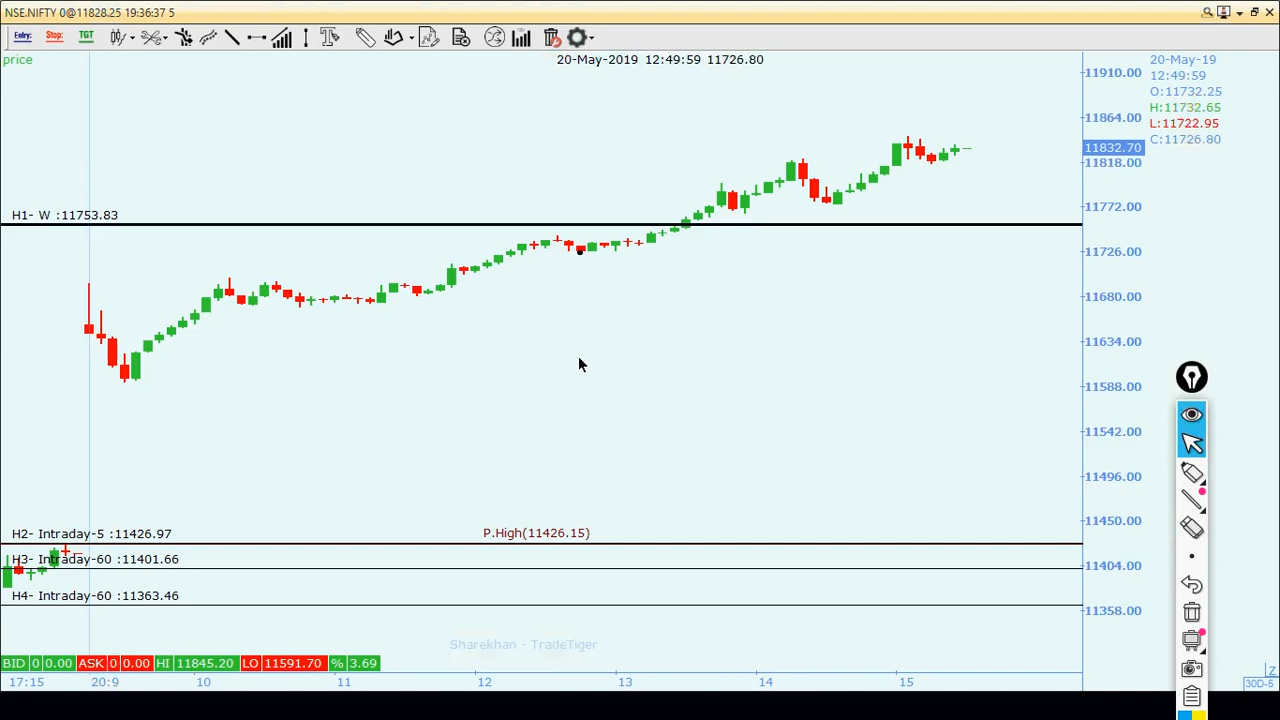 NSE.NIFTY 0@11828.25 19:36:37 5
Entry: Stop: TGT
price
20-May-2019 12:49:59 11726.80
20-May-19
12:49:59
O:11732.25
H:11732.65
L:11722.95
C:11726.80
11910.00
11864.00
11832.70
11818.00
11772.00
11726.00
11680.00
11634.00
11588.00
11542.00
11496.00
11450.00
11404.00
11358.00
H1- W :11753.83
H2- Intraday-5 :11426.97
P.High(11426.15)
H3- Intraday-60 :11401.66
H4- Intraday-60 :11363.46
Sharekhan - TradeTiger
BID 0 0.00 ASK 0 0.00 HI 11845.20 LO 11591.70 % 3.69
17:15 20:9 10 11 12 13 14 15
Z
30D-5